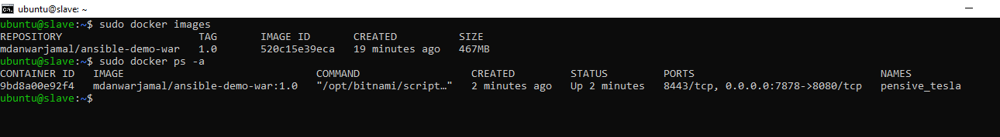 ubuntu@slave: ~
ubuntu@slave:~$ sudo docker images
REPOSITORY TAG IMAGE ID CREATED SIZE
mdanwarjamal/ansible-demo-war 1.0 520c15e39eca 19 minutes ago 467MB
ubuntu@slave:~$ sudo docker ps -a
CONTAINER ID IMAGE COMMAND CREATED STATUS PORTS NAMES
9bd8a00e92f4 mdanwarjamal/ansible-demo-war:1.0 "/opt/bitnami/script…" 2 minutes ago Up 2 minutes 8443/tcp, 0.0.0.0:7878->8080/tcp pensive_tesla
ubuntu@slave:~$